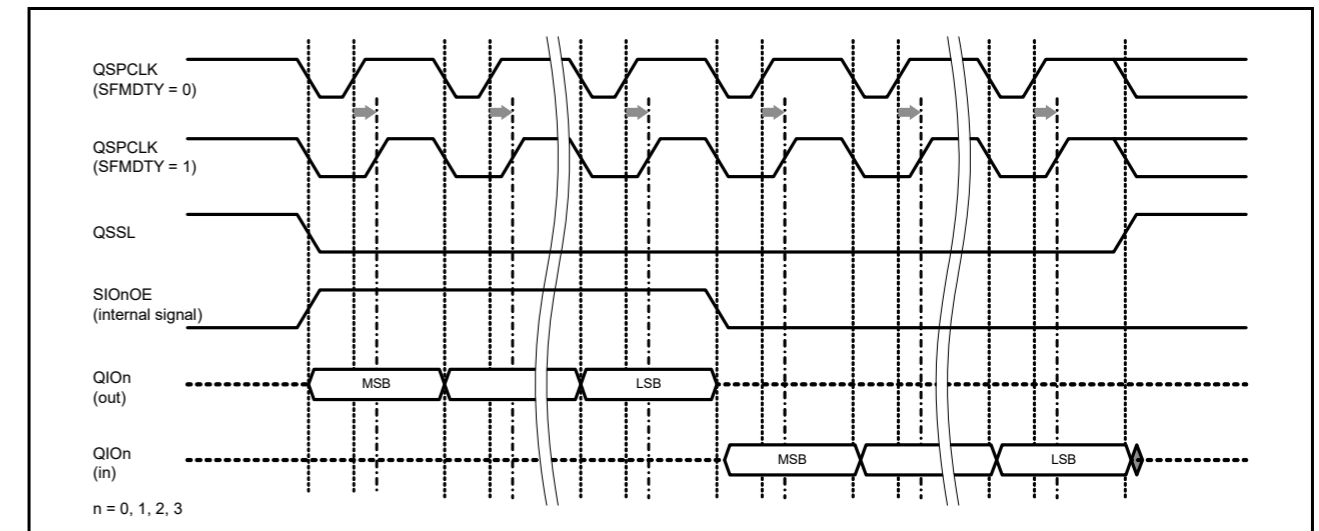 QSPCLK
(SFMDTY = 0)
QSPCLK
(SFMDTY = 1)
QSSL
SIOnOE
(internal signal)
QIOn
(out)
MSB
LSB
QIOn
(in)
MSB
LSB
n = 0, 1, 2, 3